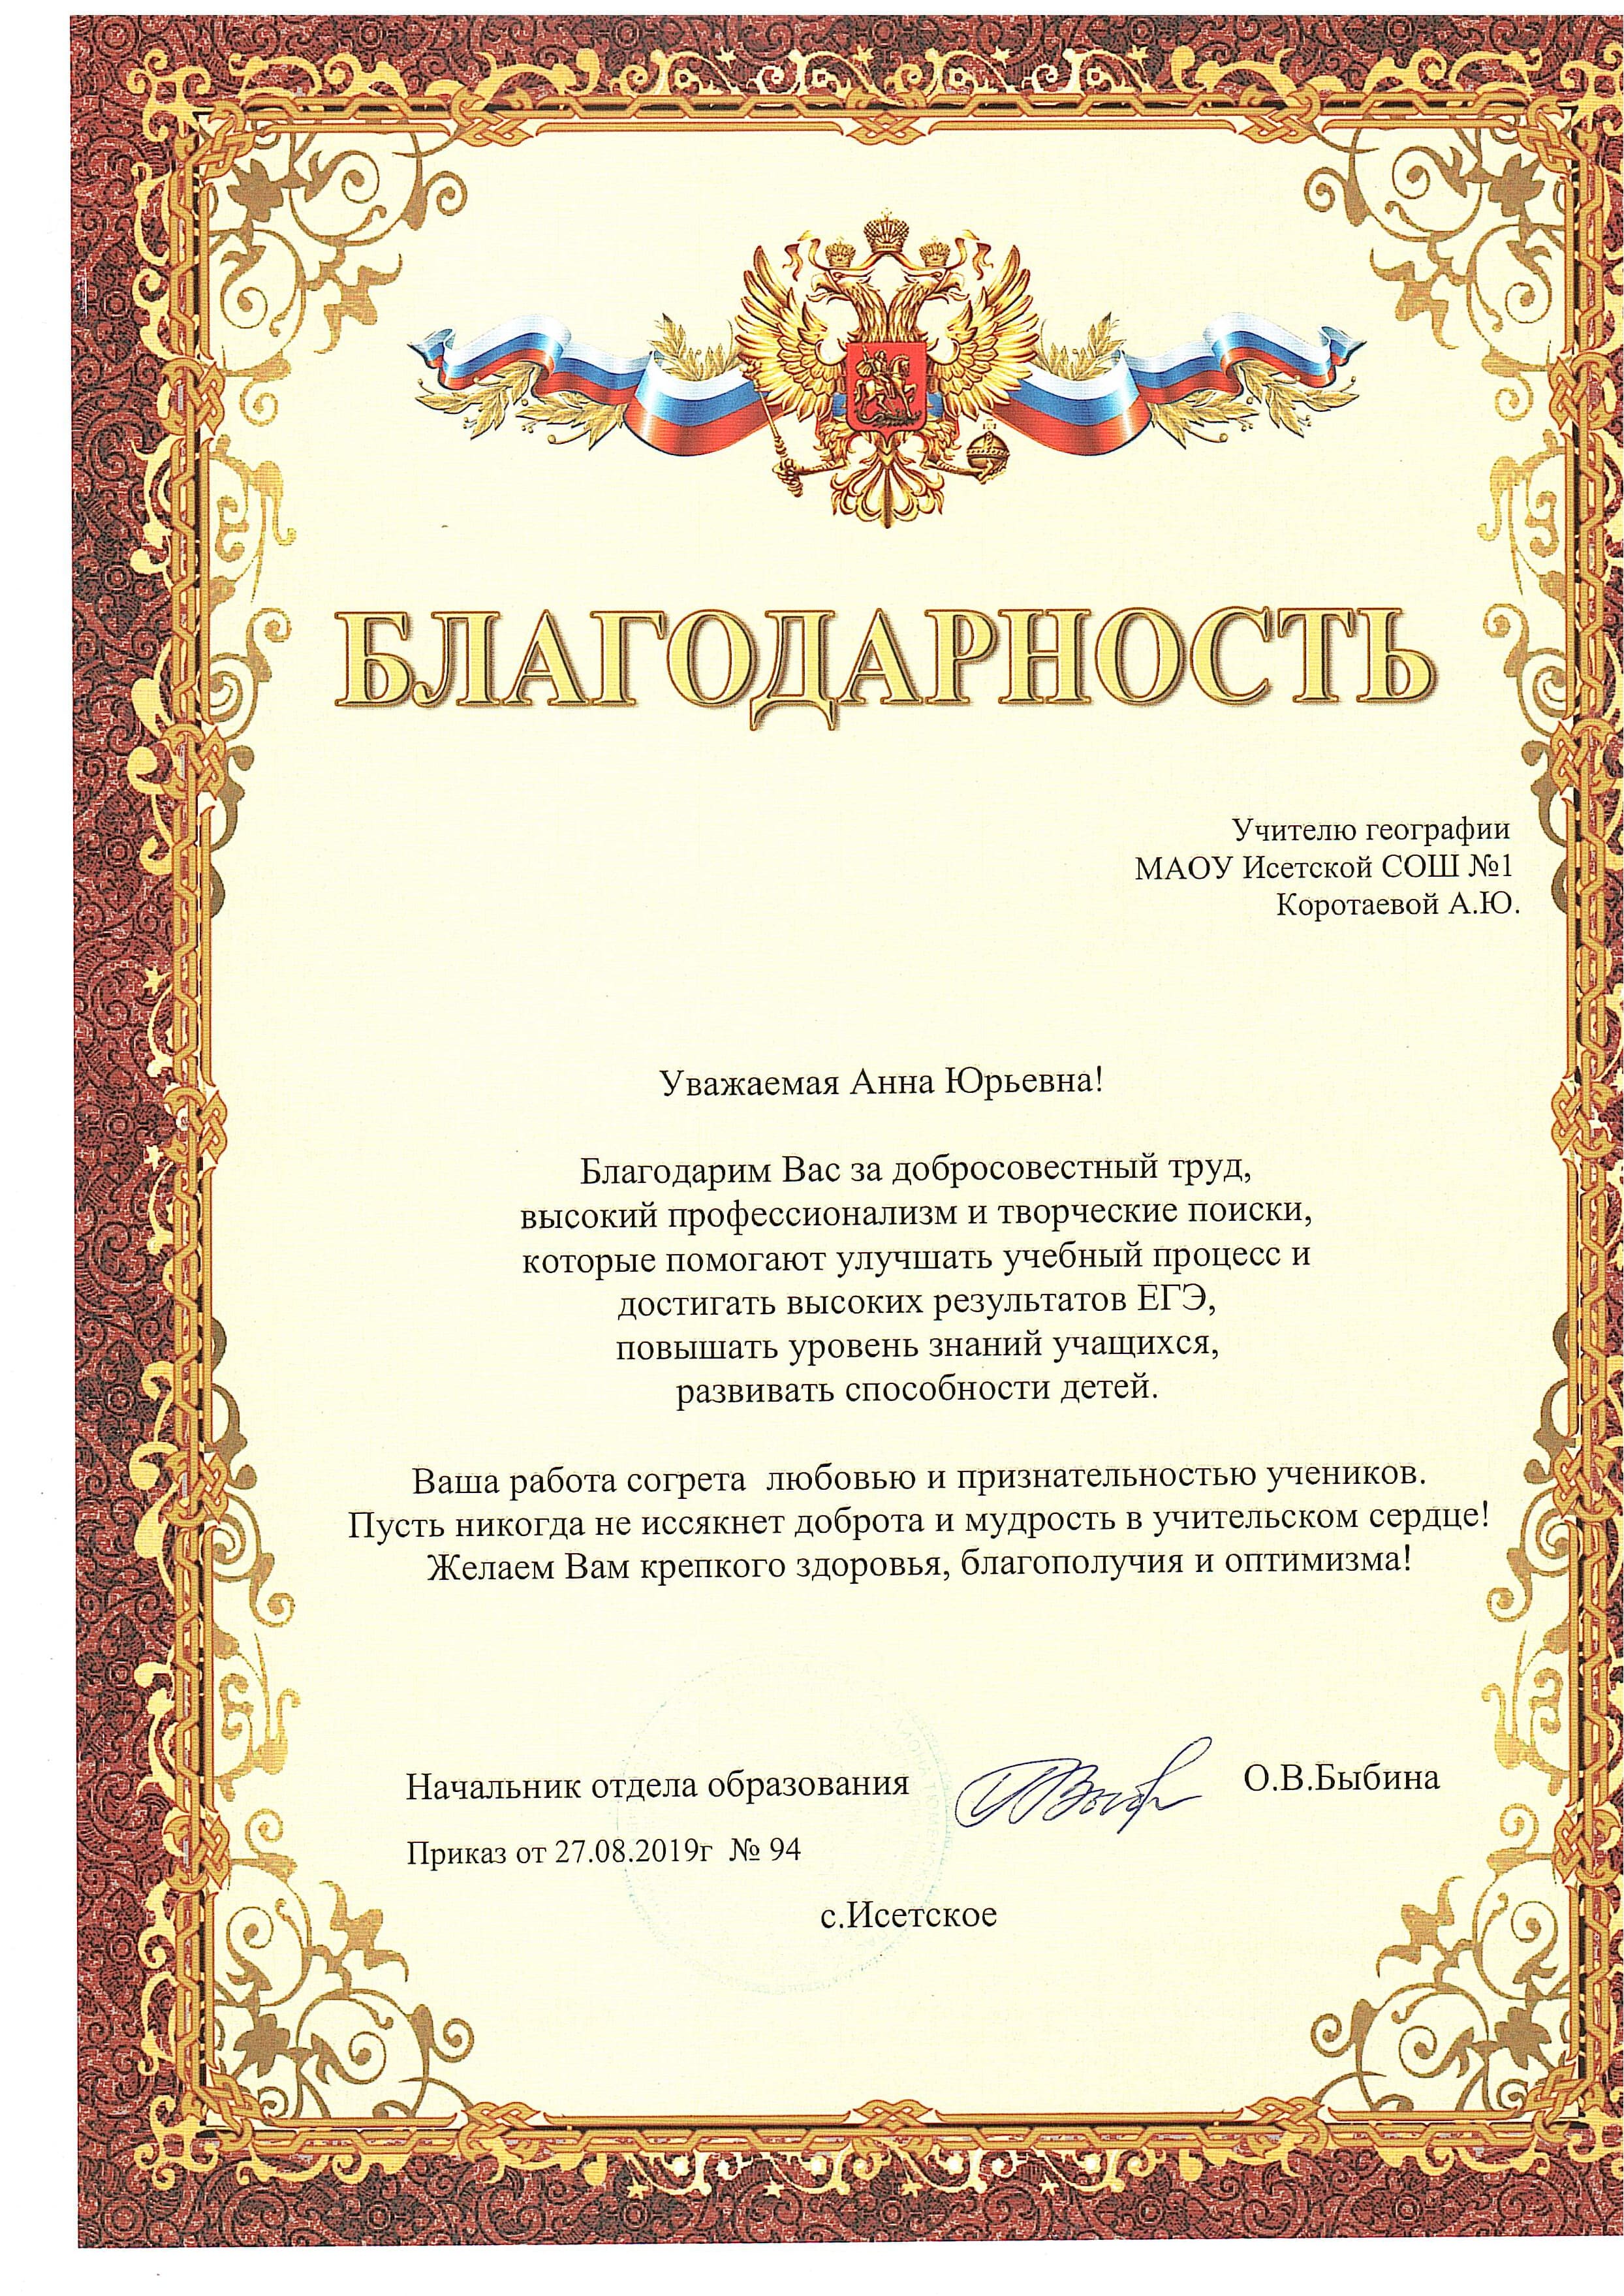 БЛАГОДАРНОСТЬ
Учителю географии
МАОУ Исетской СОШ №1
Коротаевой А.Ю.
Уважаемая Анна Юрьевна!
Благодарим Вас за добросовестный труд,
высокий профессионализм и творческие поиски,
которые помогают улучшать учебный процесс и
достигать высоких результатов ЕГЭ,
повышать уровень знаний учащихся,
развивать способности детей.
Ваша работа согрета любовью и признательностью учеников.
Пусть никогда не иссякнет доброта и мудрость в учительском сердце!
Желаем Вам крепкого здоровья, благополучия и оптимизма!
Начальник отдела образования О.В.Быбина
Приказ от 27.08.2019г № 94
с.Исетское